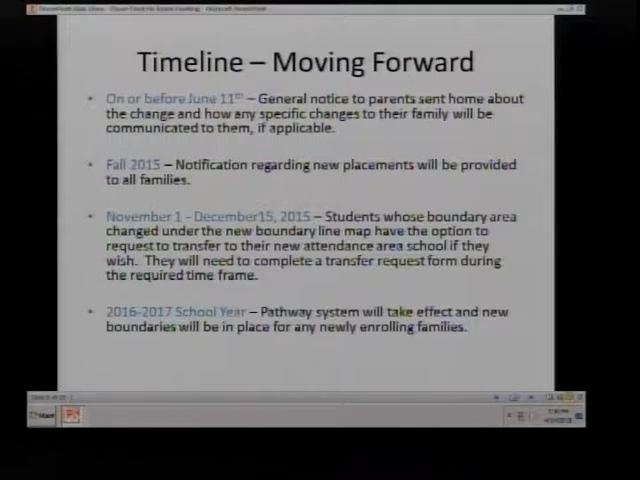 Timeline – Moving Forward
• On or before June 11th – General notice to parents sent home about
the change and how any specific changes to their family will be
communicated to them, if applicable.
• Fall 2015 – Notification regarding new placements will be provided
to all families.
• November 1 - December15, 2015 – Students whose boundary area
changed under the new boundary line map have the option to
request to transfer to their new attendance area school if they
wish. They will need to complete a transfer request form during
the required time frame.
• 2016-2017 School Year – Pathway system will take effect and new
boundaries will be in place for any newly enrolling families.
Start